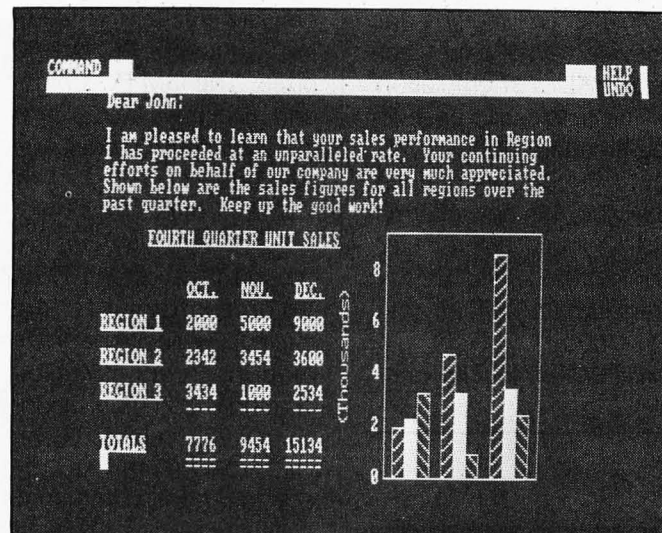 COMMAND
HELP
UNDO
Dear John:
I am pleased to learn that your sales performance in Region
1 has proceeded at an unparalleled rate. Your continuing
efforts on behalf of our company are very much appreciated.
Shown below are the sales figures for all regions over the
past quarter. Keep up the good work!
FOURTH QUARTER UNIT SALES
OCT. NOV. DEC.
REGION 1 2000 5000 9000
REGION 2 2342 3454 3600
REGION 3 3434 1000 2534
---- ---- ----
TOTALS 7776 9454 15134
==== ==== =====
(Thousands)
8
6
4
2
0